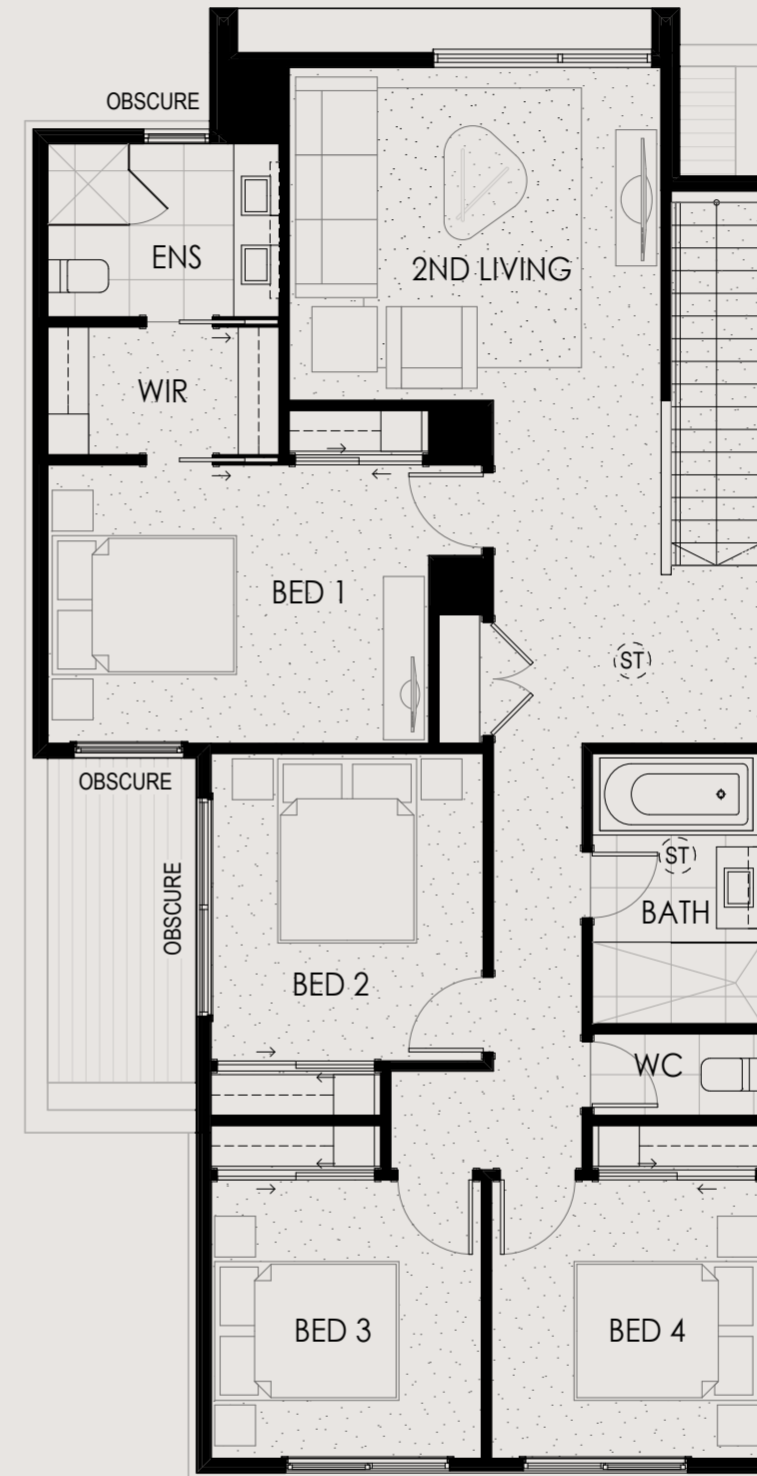 OBSCURE
ENS
2ND LIVING
WIR
BED 1
ST
OBSCURE
ST
OBSCURE
BATH
BED 2
WC
BED 3
BED 4